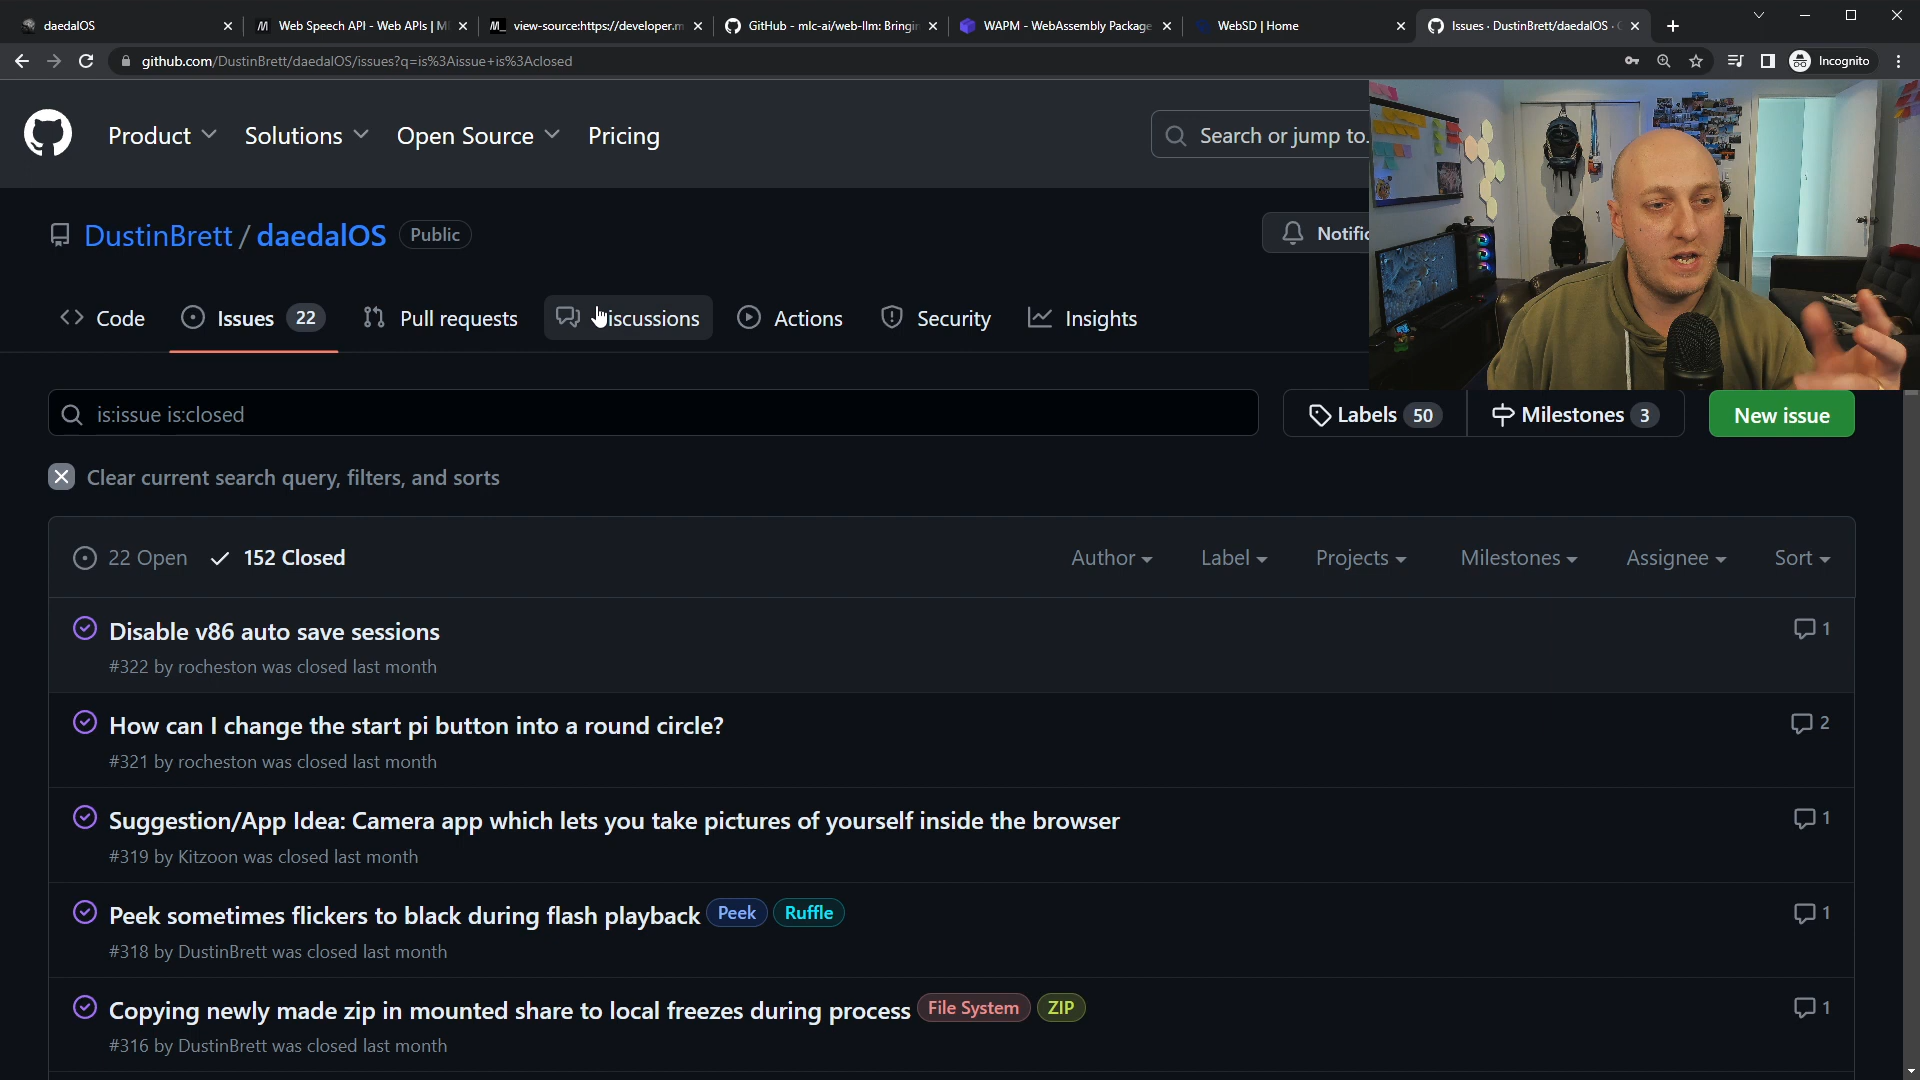 daedalOS
Web Speech API - Web APIs | M
view-source:https://developer.m
GitHub - mlc-ai/web-llm: Bringin
WAPM - WebAssembly Package
WebSD | Home
Issues · DustinBrett/daedalOS ·
github.com/DustinBrett/daedalOS/issues?q=is%3Aissue+is%3Aclosed
Incognito
Product
Solutions
Open Source
Pricing
Search or jump to.
DustinBrett / daedalOS
Public
Notific
Code
Issues 22
Pull requests
iscussions
Actions
Security
Insights
is:issue is:closed
Labels 50
Milestones 3
New issue
Clear current search query, filters, and sorts
22 Open
152 Closed
Author
Label
Projects
Milestones
Assignee
Sort
Disable v86 auto save sessions
1
#322 by rocheston was closed last month
How can I change the start pi button into a round circle?
2
#321 by rocheston was closed last month
Suggestion/App Idea: Camera app which lets you take pictures of yourself inside the browser
1
#319 by Kitzoon was closed last month
Peek sometimes flickers to black during flash playback Peek Ruffle
1
#318 by DustinBrett was closed last month
Copying newly made zip in mounted share to local freezes during process File System ZIP
1
#316 by DustinBrett was closed last month